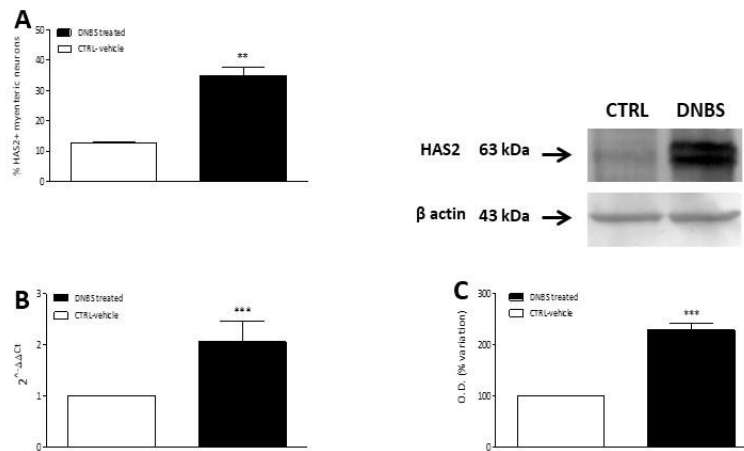 A
DNBS treated
CTRL- vehicle
% HAS2+ myenteric neurons
50
40
30
20
10
0
**
CTRL DNBS
HAS2 63 kDa
β actin 43 kDa
B
DNBS treated
CTRL-vehicle
2^-ΔΔCt
3
2
1
0
***
C
DNBS treated
CTRL-vehicle
O.D. (% variation)
300
200
100
0
***